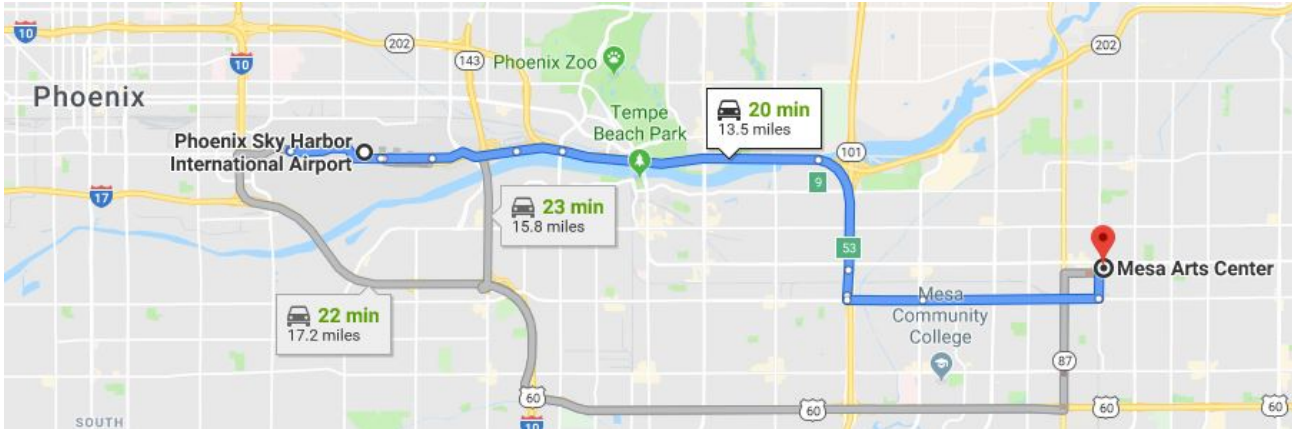 10
202
143
10
Phoenix Zoo
202
Phoenix
20 min
13.5 miles
Tempe
Beach Park
Phoenix Sky Harbor
International Airport
101
9
17
23 min
15.8 miles
53
Mesa Arts Center
22 min
17.2 miles
Mesa
Community
College
87
60
60
60
60
SOUTH
10